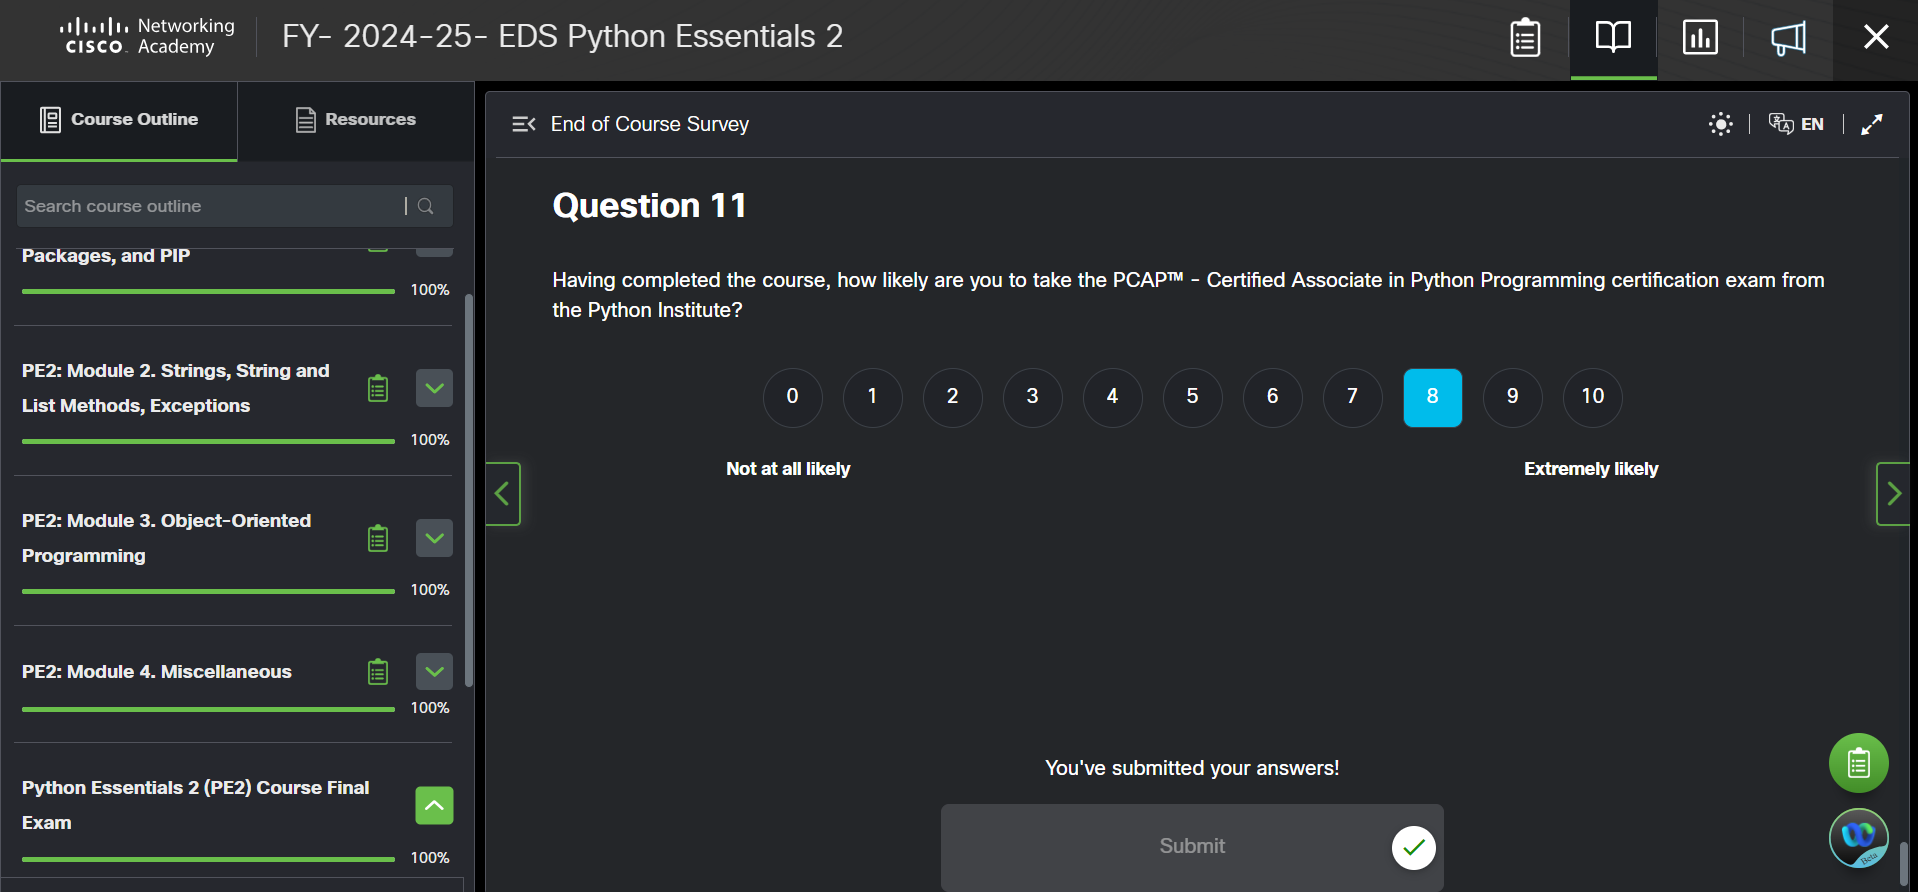 CISCO Networking Academy
FY- 2024-25- EDS Python Essentials 2
Course Outline
Resources
Search course outline
Packages, and PIP
100%
PE2: Module 2. Strings, String and
List Methods, Exceptions
100%
PE2: Module 3. Object-Oriented
Programming
100%
PE2: Module 4. Miscellaneous
100%
Python Essentials 2 (PE2) Course Final
Exam
100%
End of Course Survey
EN
Question 11
Having completed the course, how likely are you to take the PCAP™ - Certified Associate in Python Programming certification exam from
the Python Institute?
0 1 2 3 4 5 6 7 8 9 10
Not at all likely
Extremely likely
You've submitted your answers!
Submit
Beta